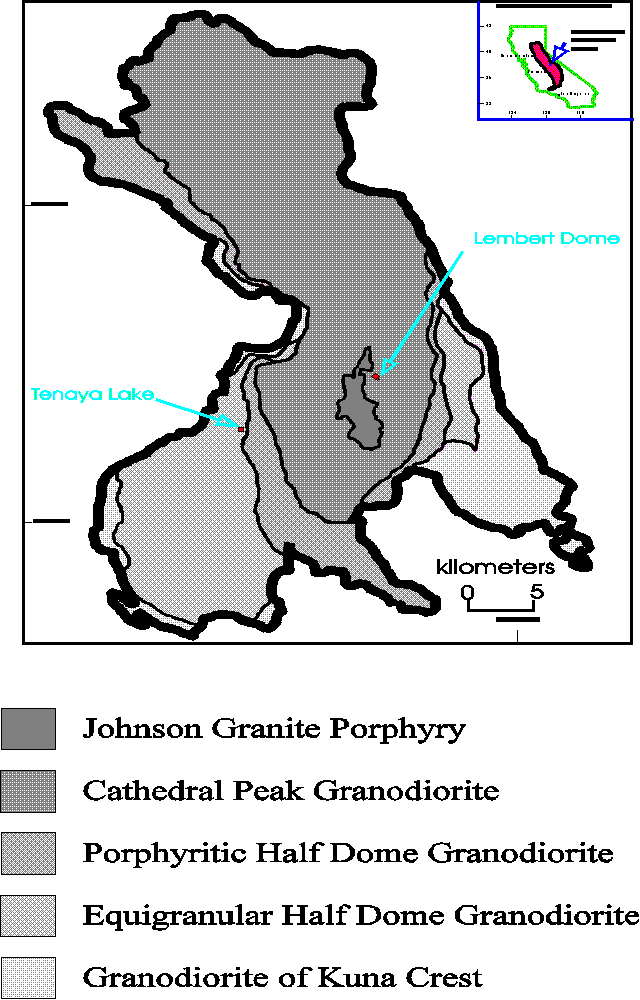 Lembert Dome
Tenaya Lake
kilometers
0 5
Johnson Granite Porphyry
Cathedral Peak Granodiorite
Porphyritic Half Dome Granodiorite
Equigranular Half Dome Granodiorite
Granodiorite of Kuna Crest